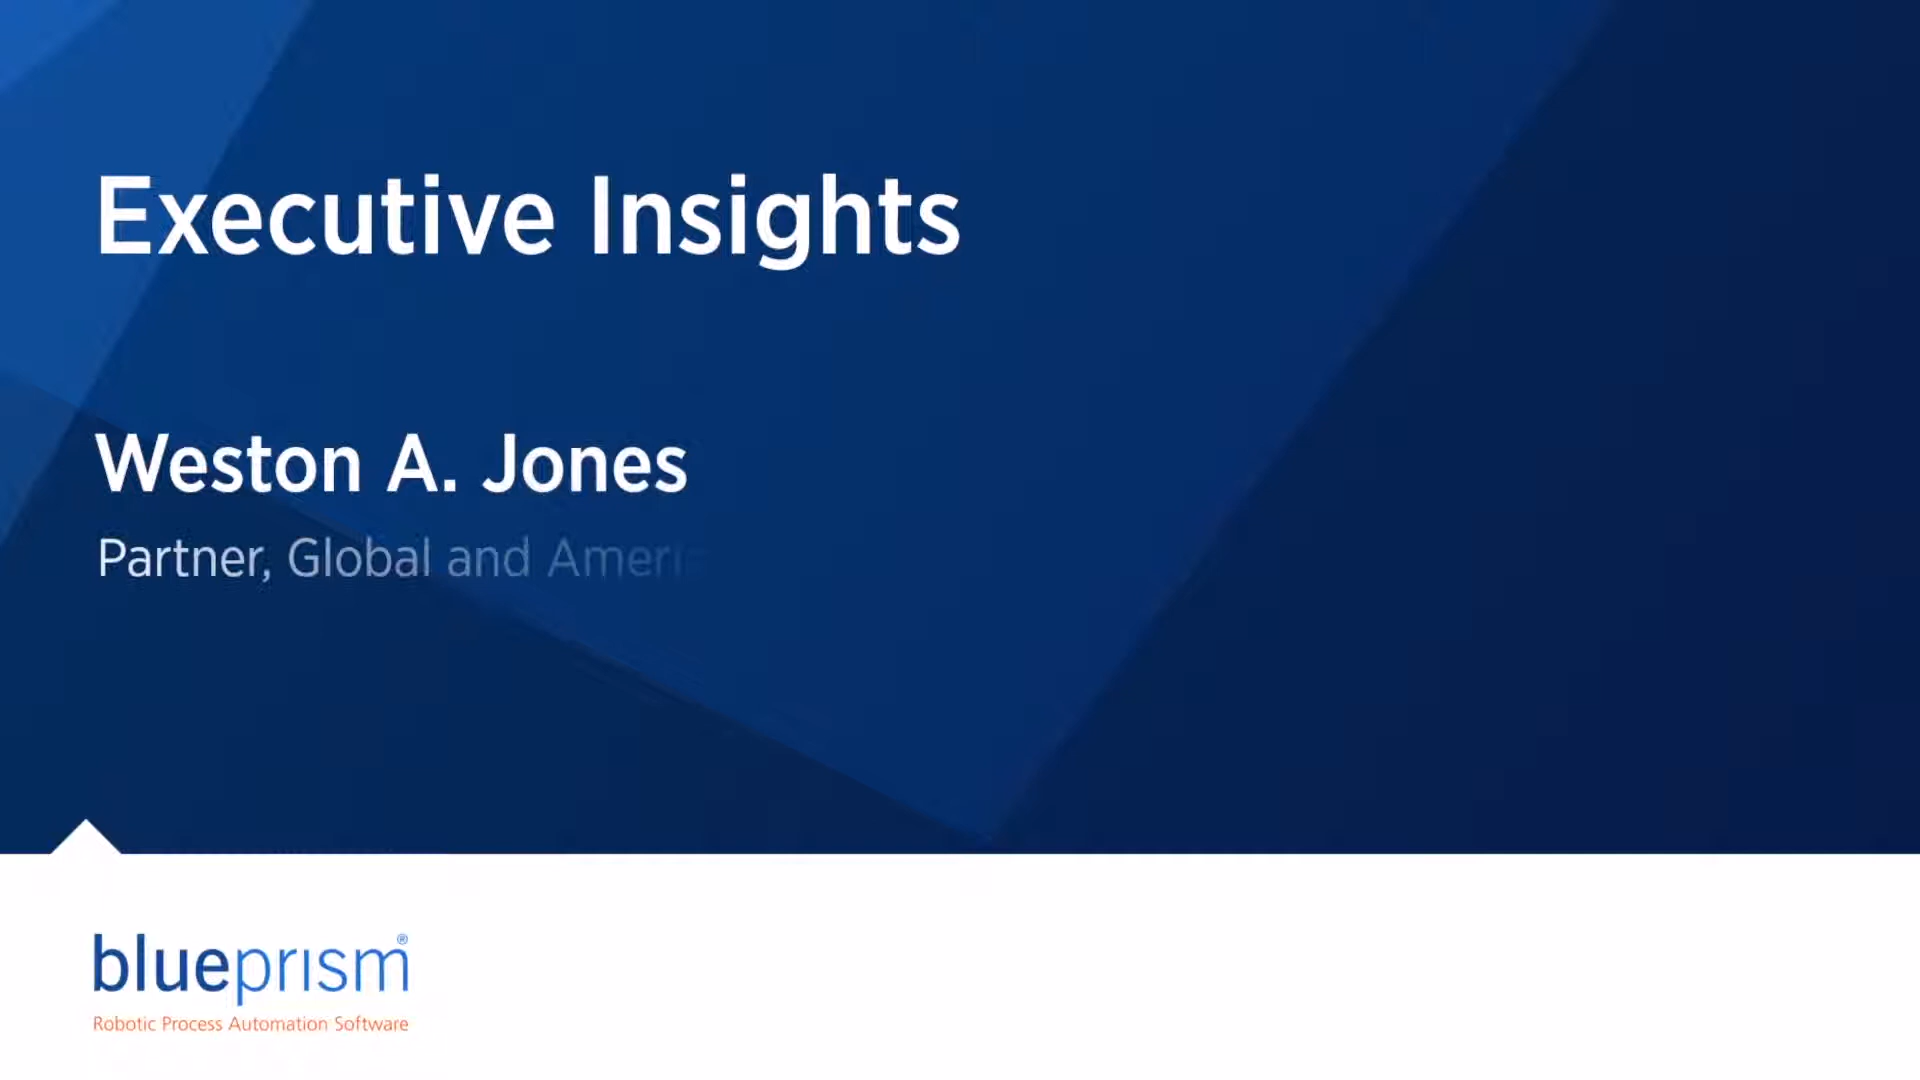 Executive Insights
Weston A. Jones
Partner, Global and
blueprism®
Robotic Process Automation Software